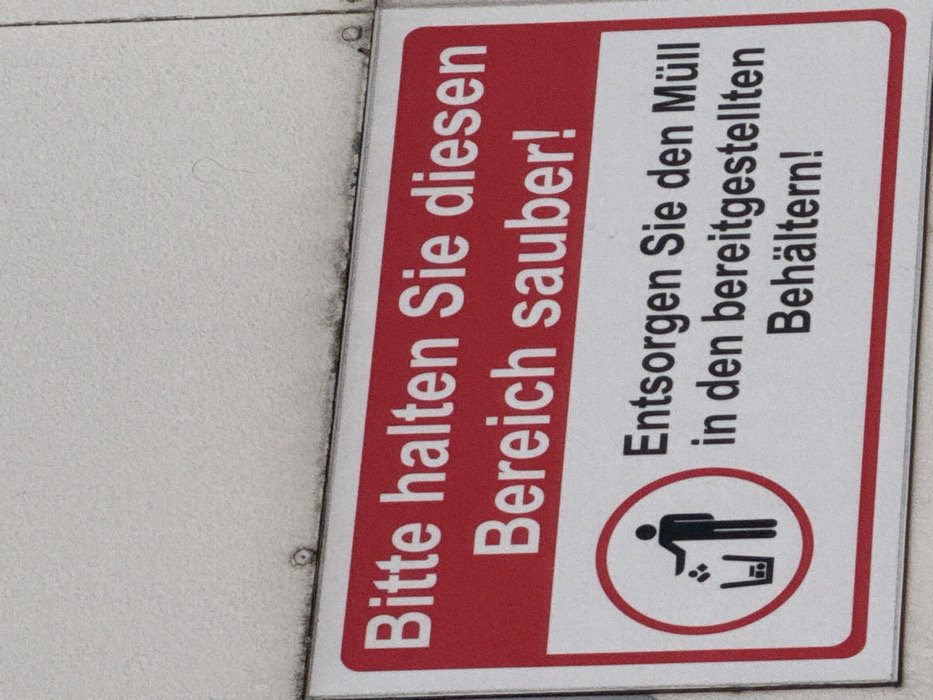 Bitte halten Sie diesen
Bereich sauber!
Entsorgen Sie den Müll
in den bereitgestellten
Behältern!